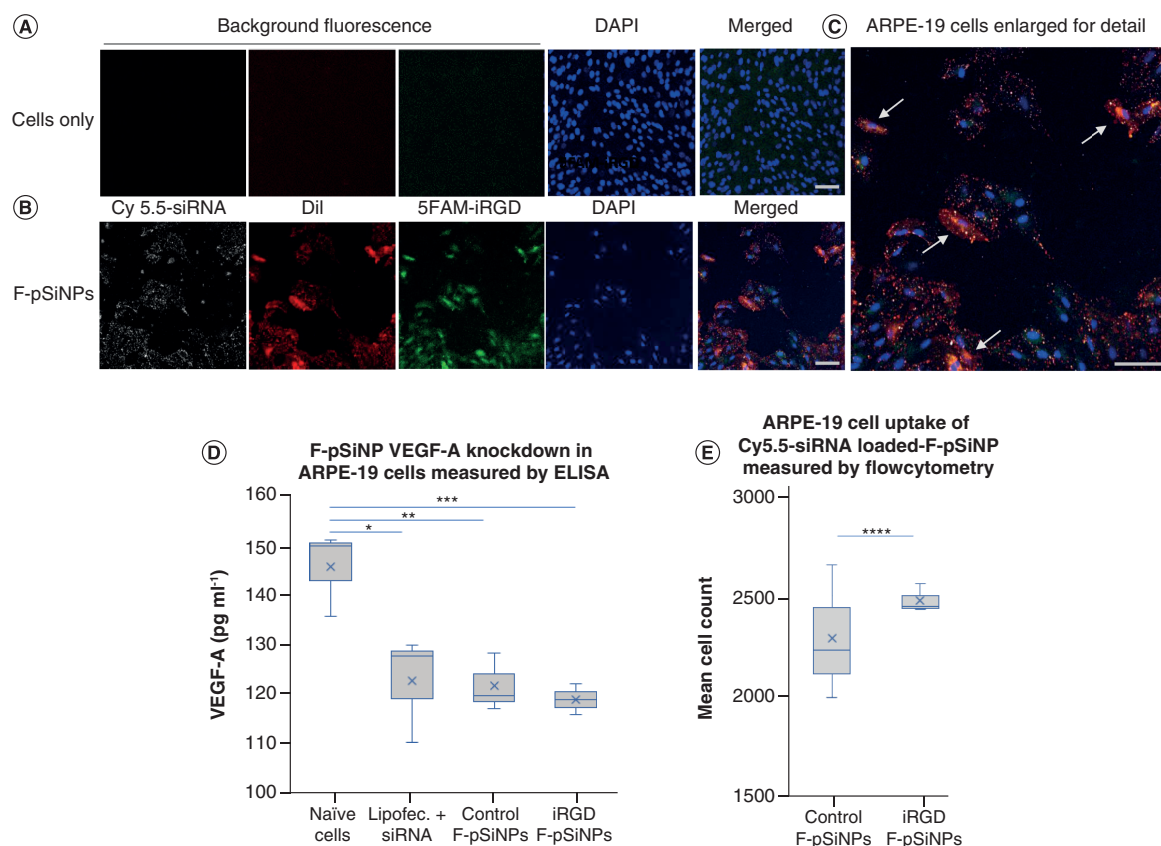 A
Background fluorescence
DAPI
Merged
C
ARPE-19 cells enlarged for detail
Cells only
B
Cy 5.5-siRNA
Dil
5FAM-iRGD
DAPI
Merged
F-pSiNPs
D
F-pSiNP VEGF-A knockdown in
ARPE-19 cells measured by ELISA
160
150
140
130
120
110
100
VEGF-A (pg ml-1)
***
**
*
Naïve
cells
Lipofec. +
siRNA
Control
F-pSiNPs
iRGD
F-pSiNPs
E
ARPE-19 cell uptake of
Cy5.5-siRNA loaded-F-pSiNP
measured by flowcytometry
3000
2500
2000
1500
Mean cell count
****
Control
F-pSiNPs
iRGD
F-pSiNPs